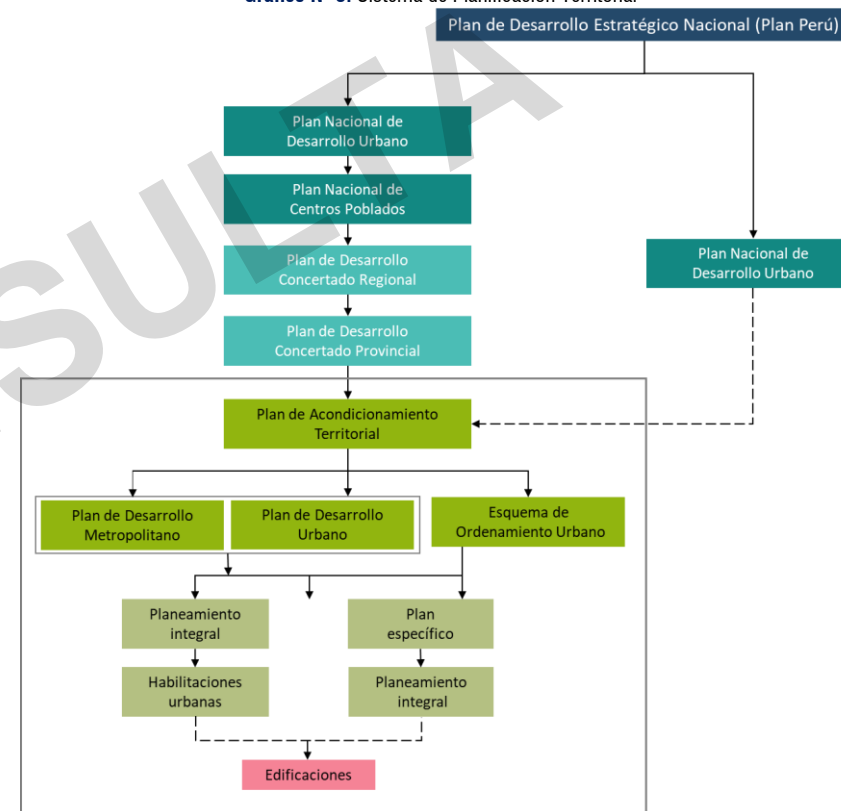 Gráfico N° 3: Sistema de Planificación Territorial
Plan de Desarrollo Estratégico Nacional (Plan Perú)
Plan Nacional de
Desarrollo Urbano
Plan Nacional de
Centros Poblados
Plan de Desarrollo
Concertado Regional
Plan Nacional de
Desarrollo Urbano
Plan de Desarrollo
Concertado Provincial
Plan de Acondicionamiento
Territorial
Plan de Desarrollo
Metropolitano
Plan de Desarrollo
Urbano
Esquema de
Ordenamiento Urbano
Planeamiento
integral
Plan
específico
Habilitaciones
urbanas
Planeamiento
integral
Edificaciones
SULTA